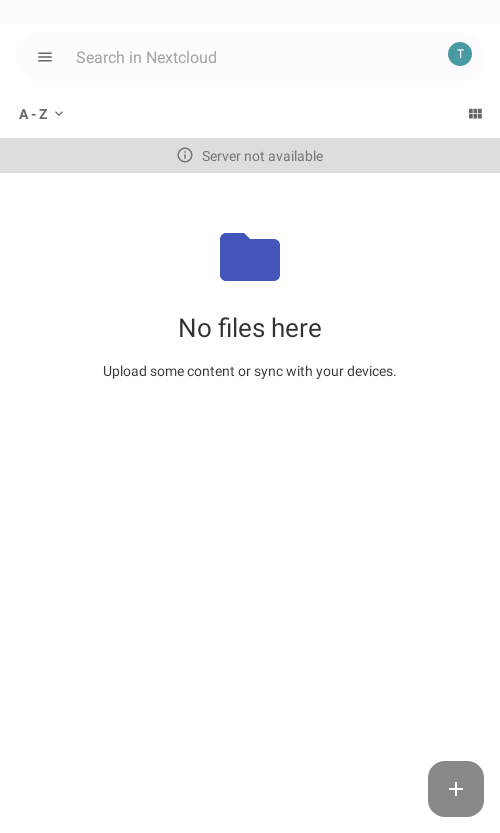 Search in Nextcloud
T
A - Z
Server not available
No files here
Upload some content or sync with your devices.